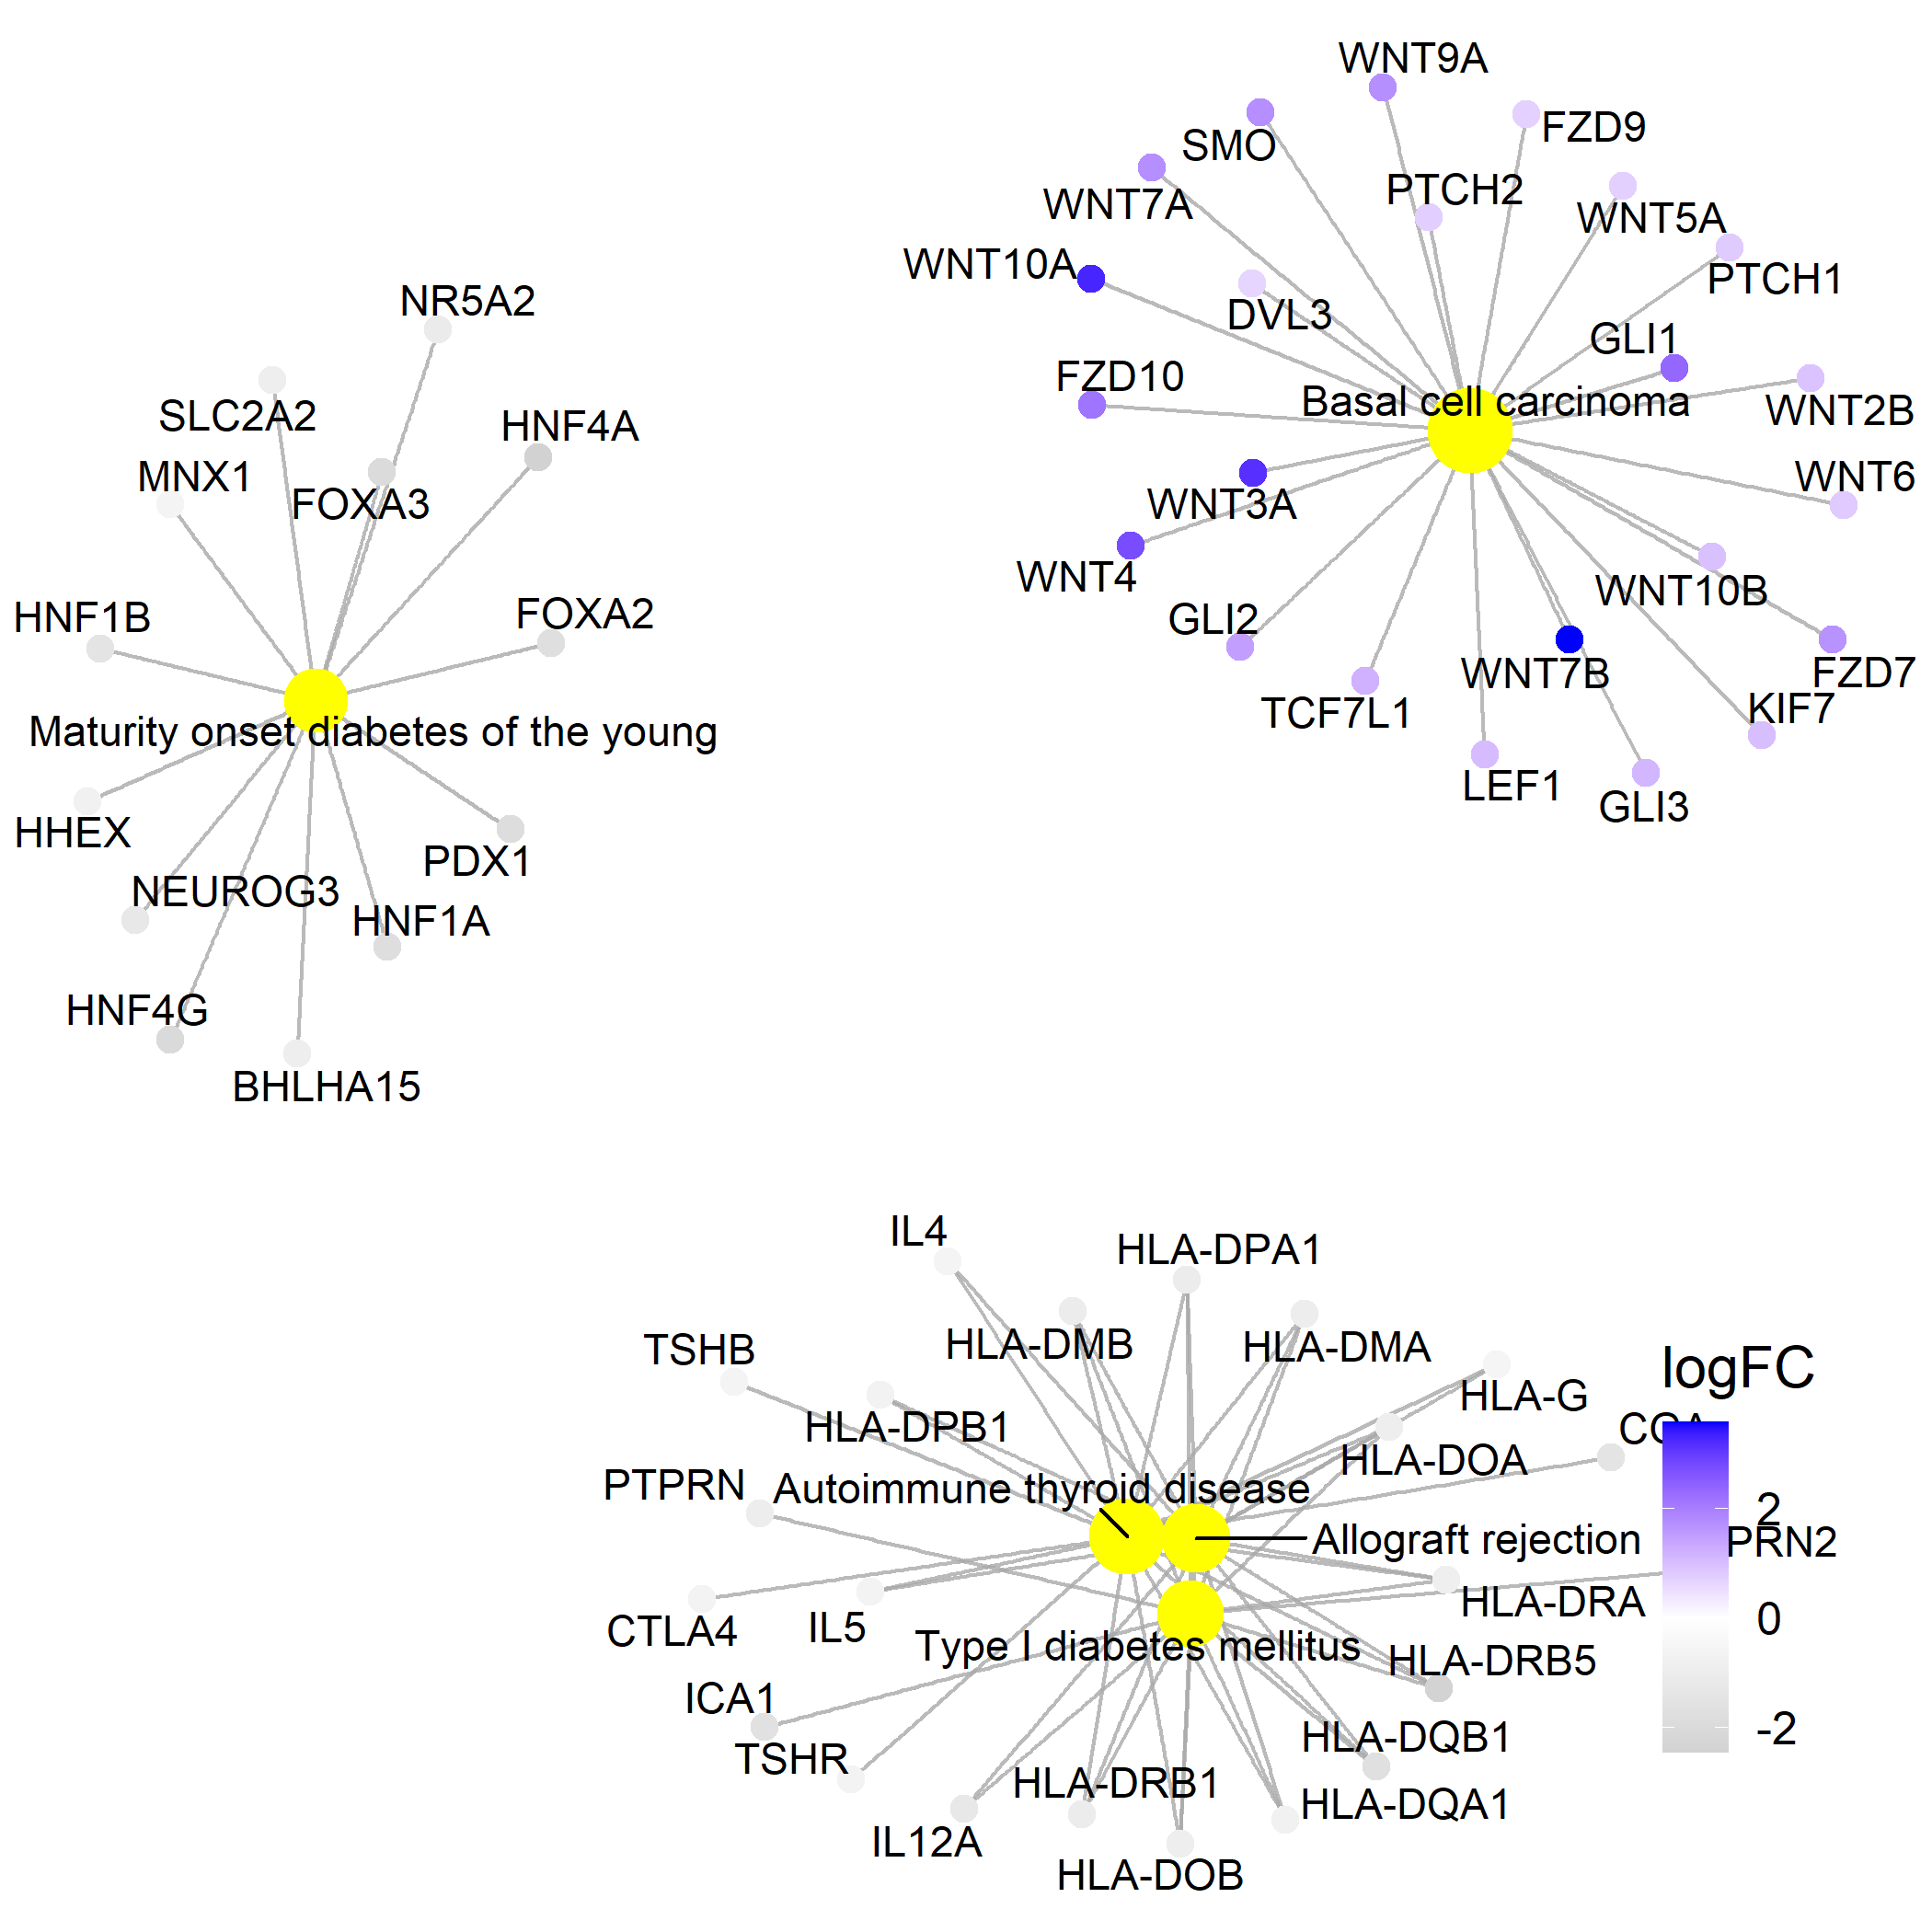 WNT9A
SMO
FZD9
WNT7A
PTCH2
WNT5A
WNT10A
PTCH1
DVL3
GLI1
FZD10
Basal cell carcinoma
WNT2B
WNT3A
WNT6
WNT4
WNT10B
GLI2
WNT7B
FZD7
TCF7L1
KIF7
LEF1
GLI3
NR5A2
SLC2A2
HNF4A
MNX1
FOXA3
HNF1B
FOXA2
Maturity onset diabetes of the young
HHEX
PDX1
NEUROG3
HNF1A
HNF4G
BHLHA15
IL4
HLA-DPA1
TSHB
HLA-DMB
HLA-DMA
HLA-G
HLA-DPB1
HLA-DOA
PTPRN
Autoimmune thyroid disease
Allograft rejection
PRN2
CTLA4
IL5
HLA-DRA
Type I diabetes mellitus
HLA-DRB5
ICA1
TSHR
HLA-DQB1
HLA-DRB1
HLA-DQA1
IL12A
HLA-DOB
logFC
2
0
-2